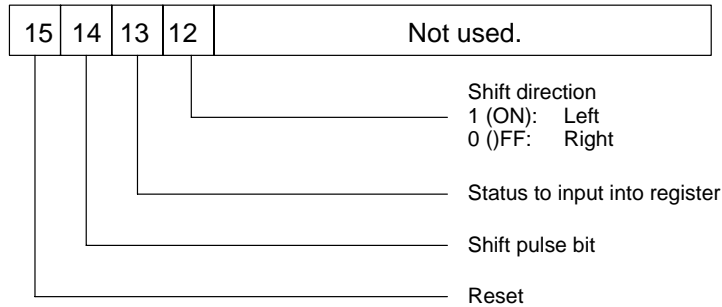 15 14 13 12 Not used.
Shift direction
1 (ON): Left
0 ()FF: Right
Status to input into register
Shift pulse bit
Reset